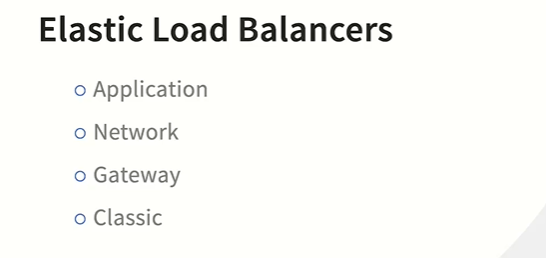 Elastic Load Balancers
Application
Network
Gateway
Classic